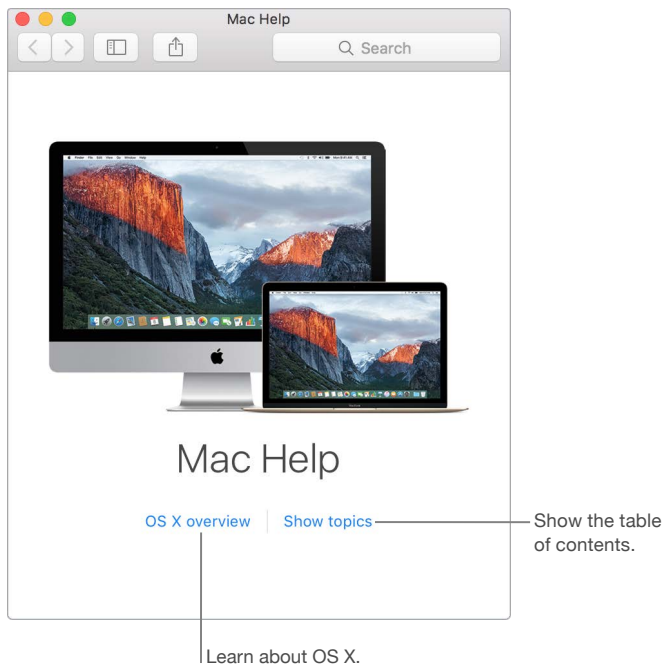 Mac Help
Search
Mac Help
OS X overview
Show topics
Show the table
of contents.
Learn about OS X.